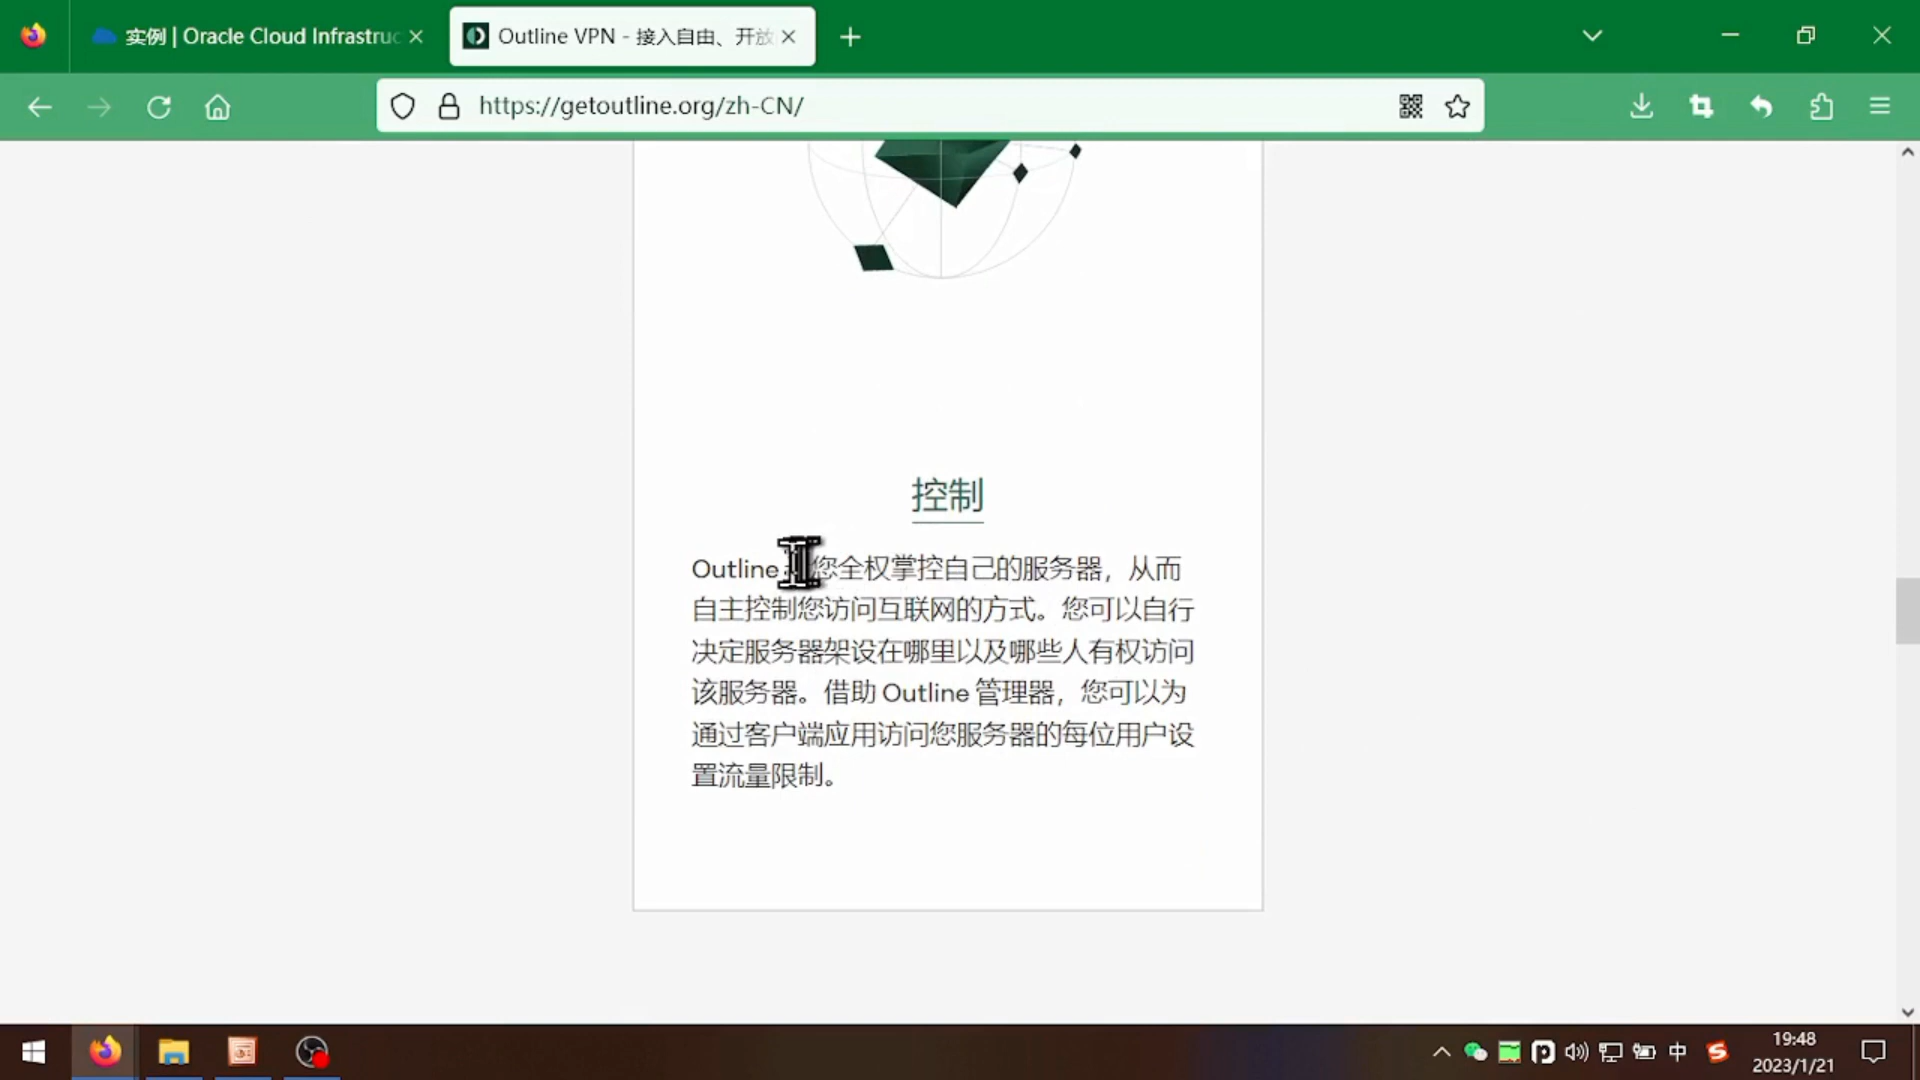 实例 | Oracle Cloud Infrastruc
Outline VPN - 接入自由、开放
https://getoutline.org/zh-CN/
控制
Outline 您全权掌控自己的服务器，从而
自主控制您访问互联网的方式。您可以自行
决定服务器架设在哪里以及哪些人有权访问
该服务器。借助 Outline 管理器，您可以为
通过客户端应用访问您服务器的每位用户设
置流量限制。
中
19:48
2023/1/21